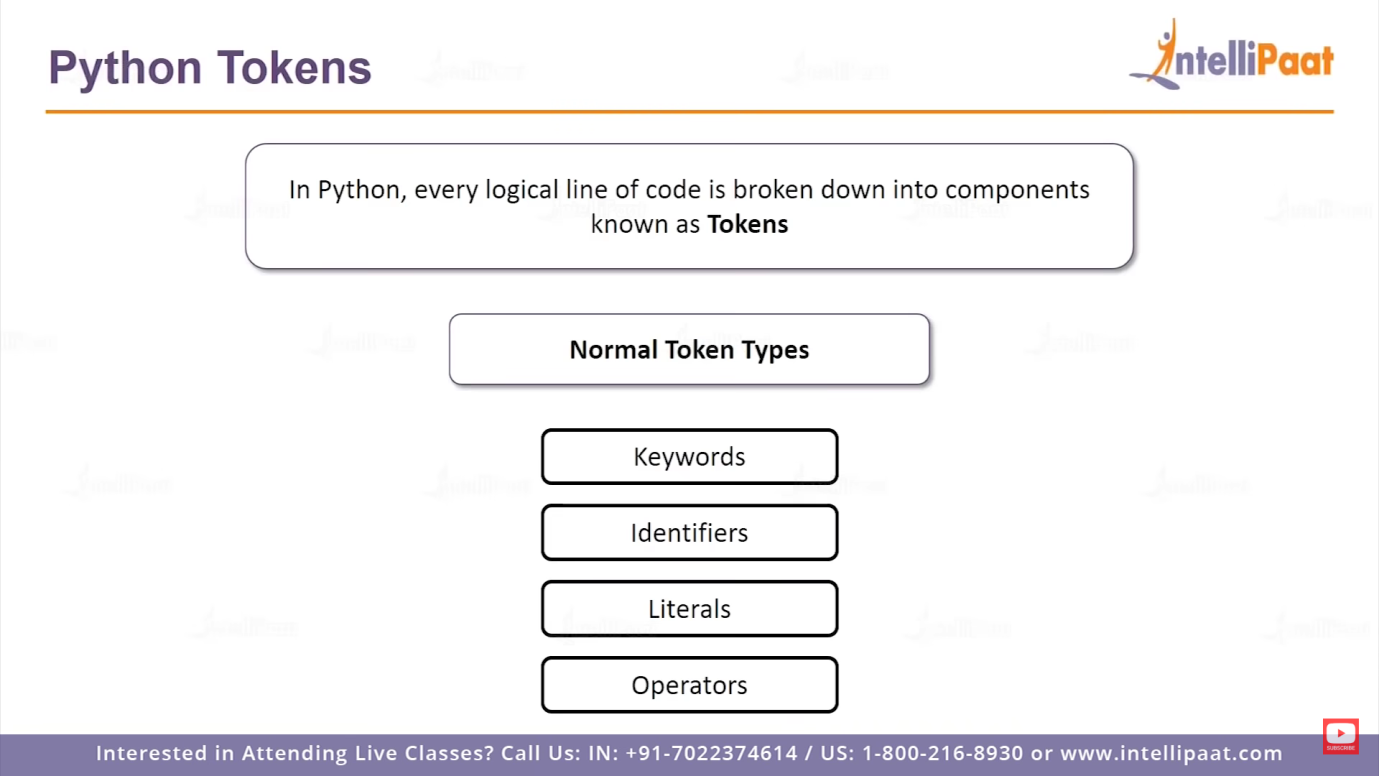 Python Tokens
IntelliPaat
In Python, every logical line of code is broken down into components
known as Tokens
Normal Token Types
Keywords
Identifiers
Literals
Operators
SUBSCRIBE
Interested in Attending Live Classes? Call Us: IN: +91-7022374614 / US: 1-800-216-8930 or www.intellipaat.com